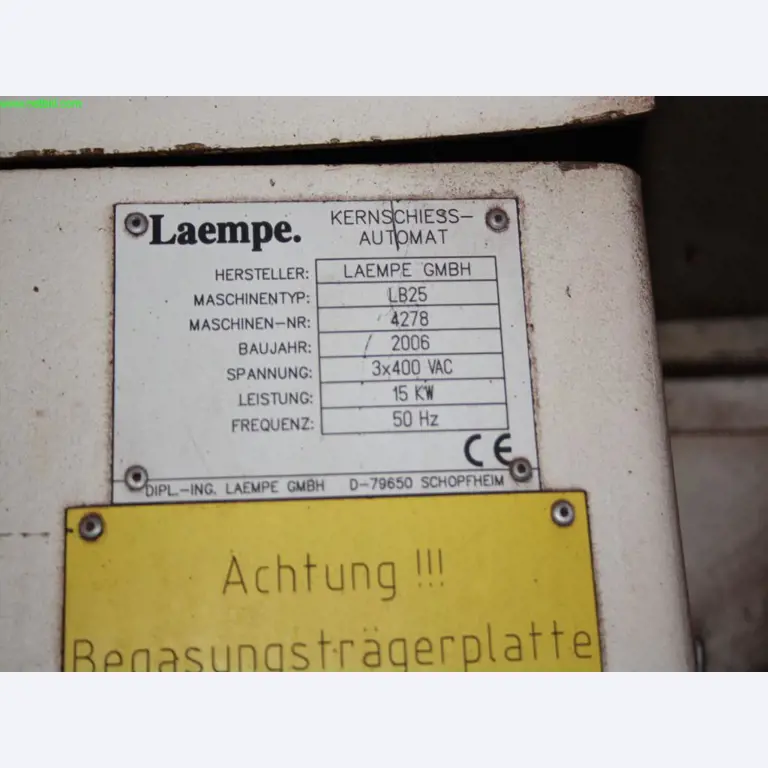 Laempe.
KERNSCHIESS-
AUTOMAT
HERSTELLER: LAEMPE GMBH
MASCHINENTYP: LB25
MASCHINEN-NR: 4278
BAUJAHR: 2006
SPANNUNG: 3x400 VAC
LEISTUNG: 15 KW
FREQUENZ: 50 Hz
CE
DIPL.-ING. LAEMPE GMBH D-79650 SCHOPFHEIM
Achtung !!!
Begasungsträgerplatte